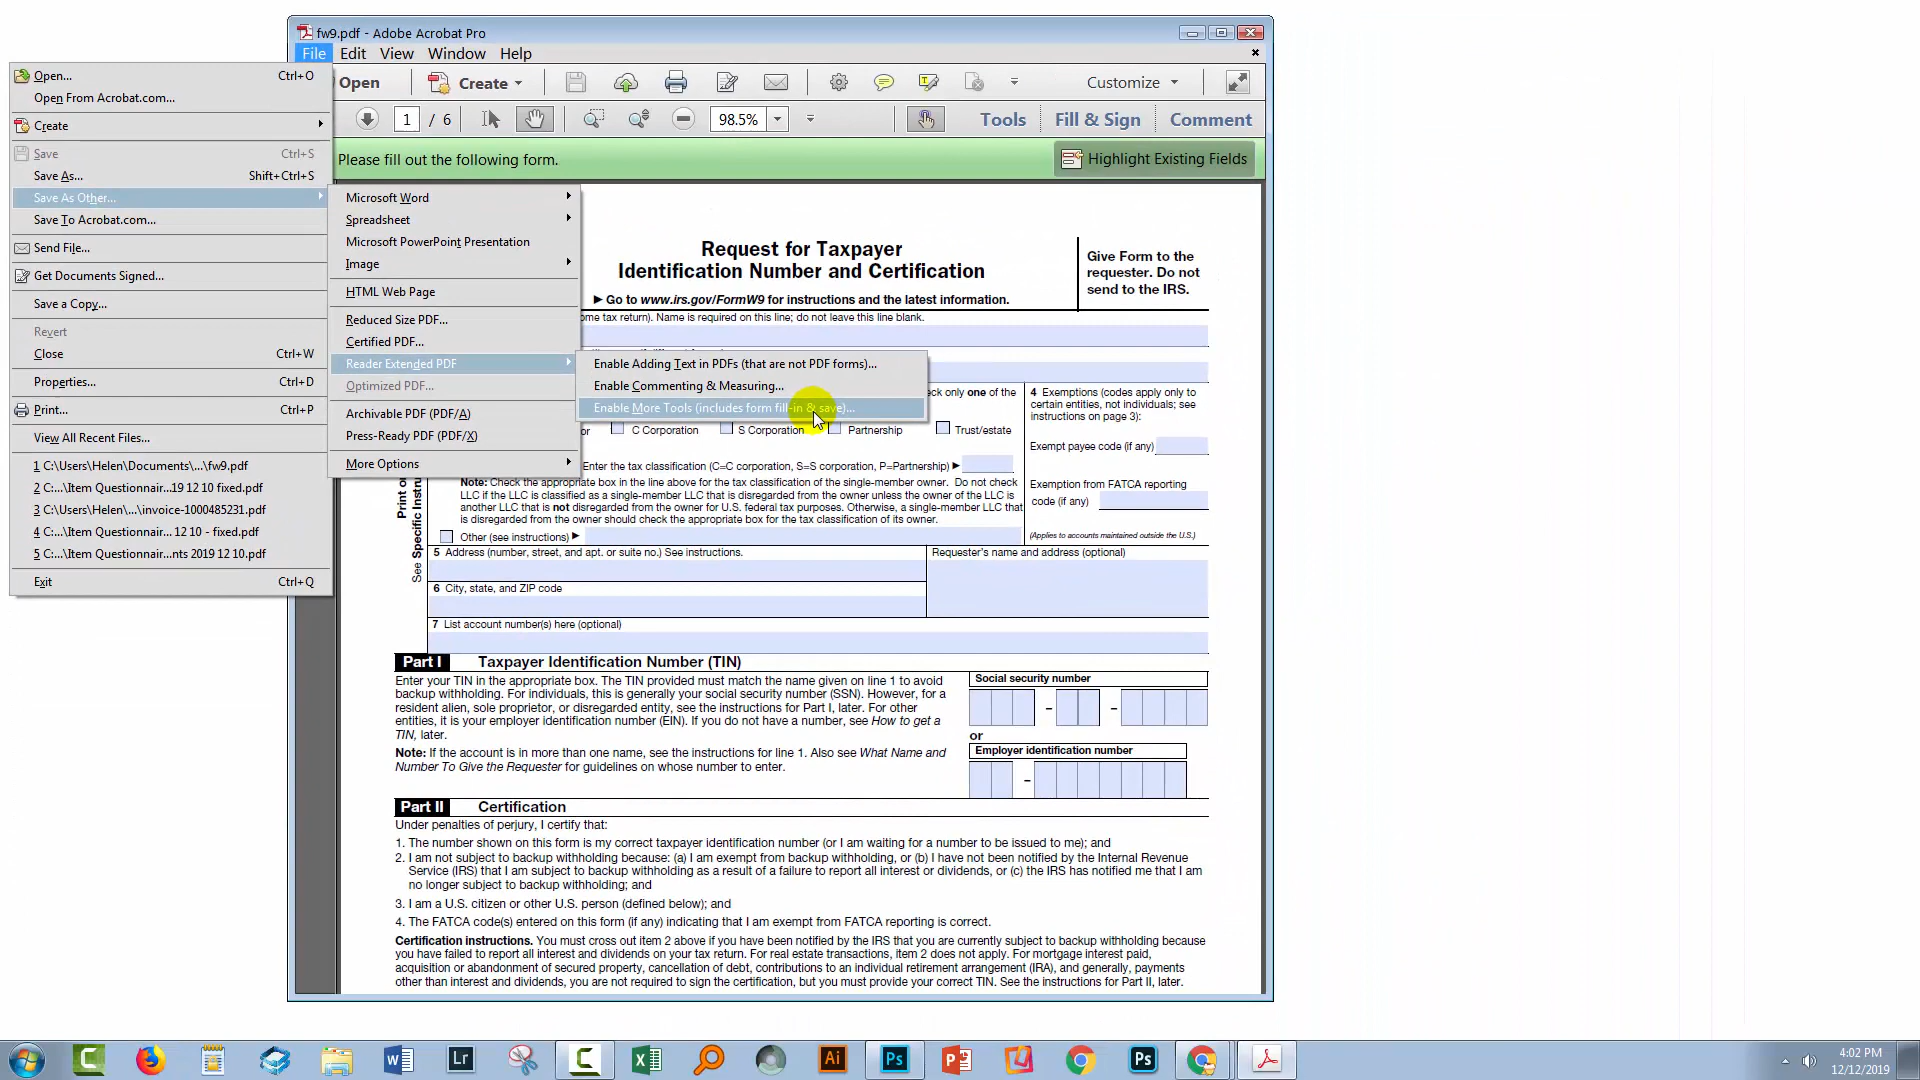 fw9.pdf - Adobe Acrobat Pro
File Edit View Window Help
Open Create Customize
1 / 6 98.5% Tools Fill & Sign Comment
Please fill out the following form. Highlight Existing Fields
Open... Ctrl+O
Open From Acrobat.com...
Create
Save Ctrl+S
Save As... Shift+Ctrl+S
Save As Other...
Save To Acrobat.com...
Send File...
Get Documents Signed...
Save a Copy...
Revert
Close Ctrl+W
Properties... Ctrl+D
Print... Ctrl+P
View All Recent Files...
1 C:\Users\Helen\Documents\...\fw9.pdf
2 C:...\Item Questionnair...19 12 10 fixed.pdf
3 C:\Users\Helen\...\invoice-1000485231.pdf
4 C:...\Item Questionnair... 12 10 - fixed.pdf
5 C:...\Item Questionnair...nts 2019 12 10.pdf
Exit Ctrl+Q
Microsoft Word
Spreadsheet
Microsoft PowerPoint Presentation
Image
HTML Web Page
Reduced Size PDF...
Certified PDF...
Reader Extended PDF
Optimized PDF...
Archivable PDF (PDF/A)
Press-Ready PDF (PDF/X)
More Options
Enable Adding Text in PDFs (that are not PDF forms)...
Enable Commenting & Measuring...
Enable More Tools (includes form fill-in & save)...
Request for Taxpayer
Identification Number and Certification
▶ Go to www.irs.gov/FormW9 for instructions and the latest information.
Give Form to the
requester. Do not
send to the IRS.
ome tax return). Name is required on this line; do not leave this line blank.
eck only one of the
or C Corporation S Corporation Partnership Trust/estate
Enter the tax classification (C=C corporation, S=S corporation, P=Partnership) ▶
Note: Check the appropriate box in the line above for the tax classification of the single-member owner. Do not check
LLC if the LLC is classified as a single-member LLC that is disregarded from the owner unless the owner of the LLC is
another LLC that is not disregarded from the owner for U.S. federal tax purposes. Otherwise, a single-member LLC that
is disregarded from the owner should check the appropriate box for the tax classification of its owner.
Other (see instructions) ▶
4 Exemptions (codes apply only to
certain entities, not individuals; see
instructions on page 3):
Exempt payee code (if any)
Exemption from FATCA reporting
code (if any)
(Applies to accounts maintained outside the U.S.)
Print or
See Specific Instru
5 Address (number, street, and apt. or suite no.) See instructions.
Requester's name and address (optional)
6 City, state, and ZIP code
7 List account number(s) here (optional)
Part I Taxpayer Identification Number (TIN)
Enter your TIN in the appropriate box. The TIN provided must match the name given on line 1 to avoid
backup withholding. For individuals, this is generally your social security number (SSN). However, for a
resident alien, sole proprietor, or disregarded entity, see the instructions for Part I, later. For other
entities, it is your employer identification number (EIN). If you do not have a number, see How to get a
TIN, later.
Note: If the account is in more than one name, see the instructions for line 1. Also see What Name and
Number To Give the Requester for guidelines on whose number to enter.
Social security number
– –
or
Employer identification number
–
Part II Certification
Under penalties of perjury, I certify that:
1. The number shown on this form is my correct taxpayer identification number (or I am waiting for a number to be issued to me); and
2. I am not subject to backup withholding because: (a) I am exempt from backup withholding, or (b) I have not been notified by the Internal Revenue
Service (IRS) that I am subject to backup withholding as a result of a failure to report all interest or dividends, or (c) the IRS has notified me that I am
no longer subject to backup withholding; and
3. I am a U.S. citizen or other U.S. person (defined below); and
4. The FATCA code(s) entered on this form (if any) indicating that I am exempt from FATCA reporting is correct.
Certification instructions. You must cross out item 2 above if you have been notified by the IRS that you are currently subject to backup withholding because
you have failed to report all interest and dividends on your tax return. For real estate transactions, item 2 does not apply. For mortgage interest paid,
acquisition or abandonment of secured property, cancellation of debt, contributions to an individual retirement arrangement (IRA), and generally, payments
other than interest and dividends, you are not required to sign the certification, but you must provide your correct TIN. See the instructions for Part II, later.
Lr Ai Ps Ps
4:02 PM
12/12/2019